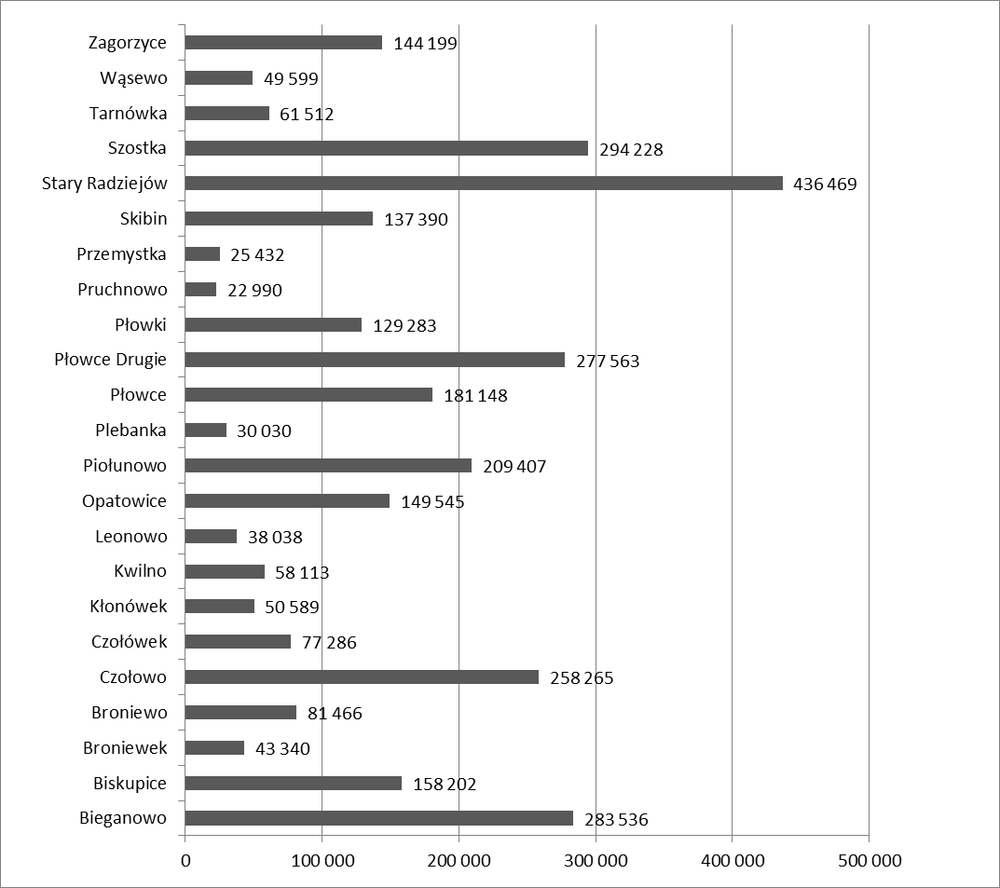 Zagorzyce 144 199
Wąsewo 49 599
Tarnówka 61 512
Szostka 294 228
Stary Radziejów 436 469
Skibin 137 390
Przemystka 25 432
Pruchnowo 22 990
Płowki 129 283
Płowce Drugie 277 563
Płowce 181 148
Plebanka 30 030
Piołunowo 209 407
Opatowice 149 545
Leonowo 38 038
Kwilno 58 113
Kłonówek 50 589
Czołówek 77 286
Czołowo 258 265
Broniewo 81 466
Broniewek 43 340
Biskupice 158 202
Bieganowo 283 536
0 100 000 200 000 300 000 400 000 500 000